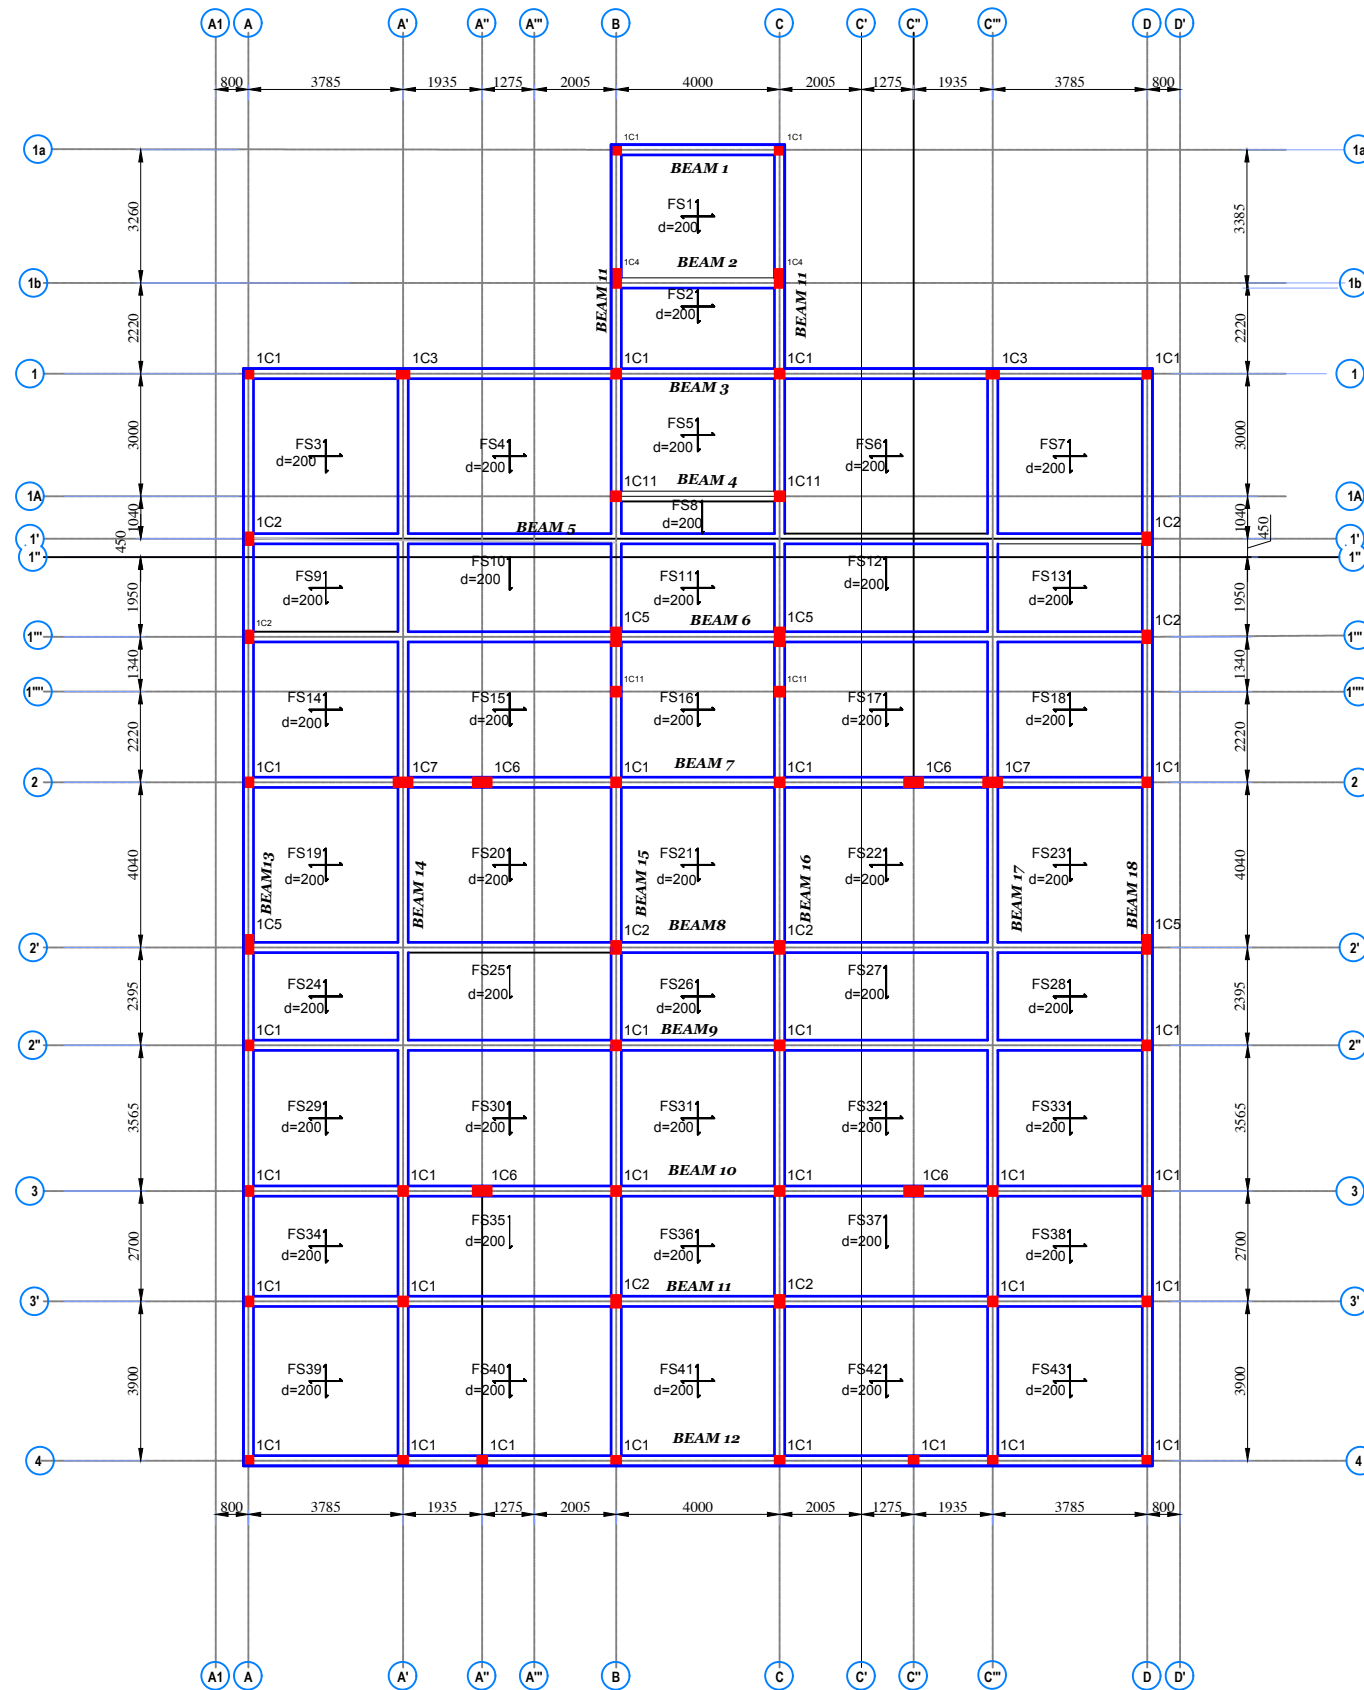 A1 A A' A'' A''' B C C' C'' C''' D D'
800 3785 1935 1275 2005 4000 2005 1275 1935 3785 800
1C1 1C1
1a 1a
BEAM 1
3260 3385
FS1
d=200
1C4 BEAM 2 1C4
1b 1b
BEAM 11 BEAM 11
FS2
d=200
2220 2220
1C1 1C3 1C1 1C1 1C3 1C1
1 1
BEAM 3
3000 3000
FS3 FS4 FS5 FS6 FS7
d=200 d=200 d=200 d=200 d=200
1C11 BEAM 4 1C11
1A 1A
FS8
d=200
1040 1040
1C2 BEAM 5 1C2
1' 1'
450 450
1'' 1''
FS9 FS10 FS11 FS12 FS13
d=200 d=200 d=200 d=200 d=200
1950 1950
1C2 1C5 BEAM 6 1C5 1C2
1''' 1'''
1340 1340
1C11 1C11
1'''' 1''''
FS14 FS15 FS16 FS17 FS18
d=200 d=200 d=200 d=200 d=200
2220 2220
1C1 1C7 1C6 1C1 BEAM 7 1C1 1C6 1C7 1C1
2 2
4040 4040
FS19 FS20 FS21 FS22 FS23
d=200 d=200 d=200 d=200 d=200
BEAM13 BEAM 14 BEAM 15 BEAM 16 BEAM 17 BEAM 18
1C5 1C2 BEAM8 1C2 1C5
2' 2'
FS24 FS25 FS26 FS27 FS28
d=200 d=200 d=200 d=200 d=200
2395 2395
1C1 1C1 BEAM9 1C1 1C1
2'' 2''
3565 3565
FS29 FS30 FS31 FS32 FS33
d=200 d=200 d=200 d=200 d=200
1C1 1C1 1C6 1C1 BEAM 10 1C1 1C6 1C1 1C1
3 3
FS34 FS35 FS36 FS37 FS38
d=200 d=200 d=200 d=200 d=200
2700 2700
1C1 1C1 1C2 BEAM 11 1C2 1C1 1C1
3' 3'
3900 3900
FS39 FS40 FS41 FS42 FS43
d=200 d=200 d=200 d=200 d=200
1C1 1C1 1C1 1C1 BEAM 12 1C1 1C1 1C1 1C1
4 4
800 3785 1935 1275 2005 4000 2005 1275 1935 3785 800
A1 A A' A'' A''' B C C' C'' C''' D D'